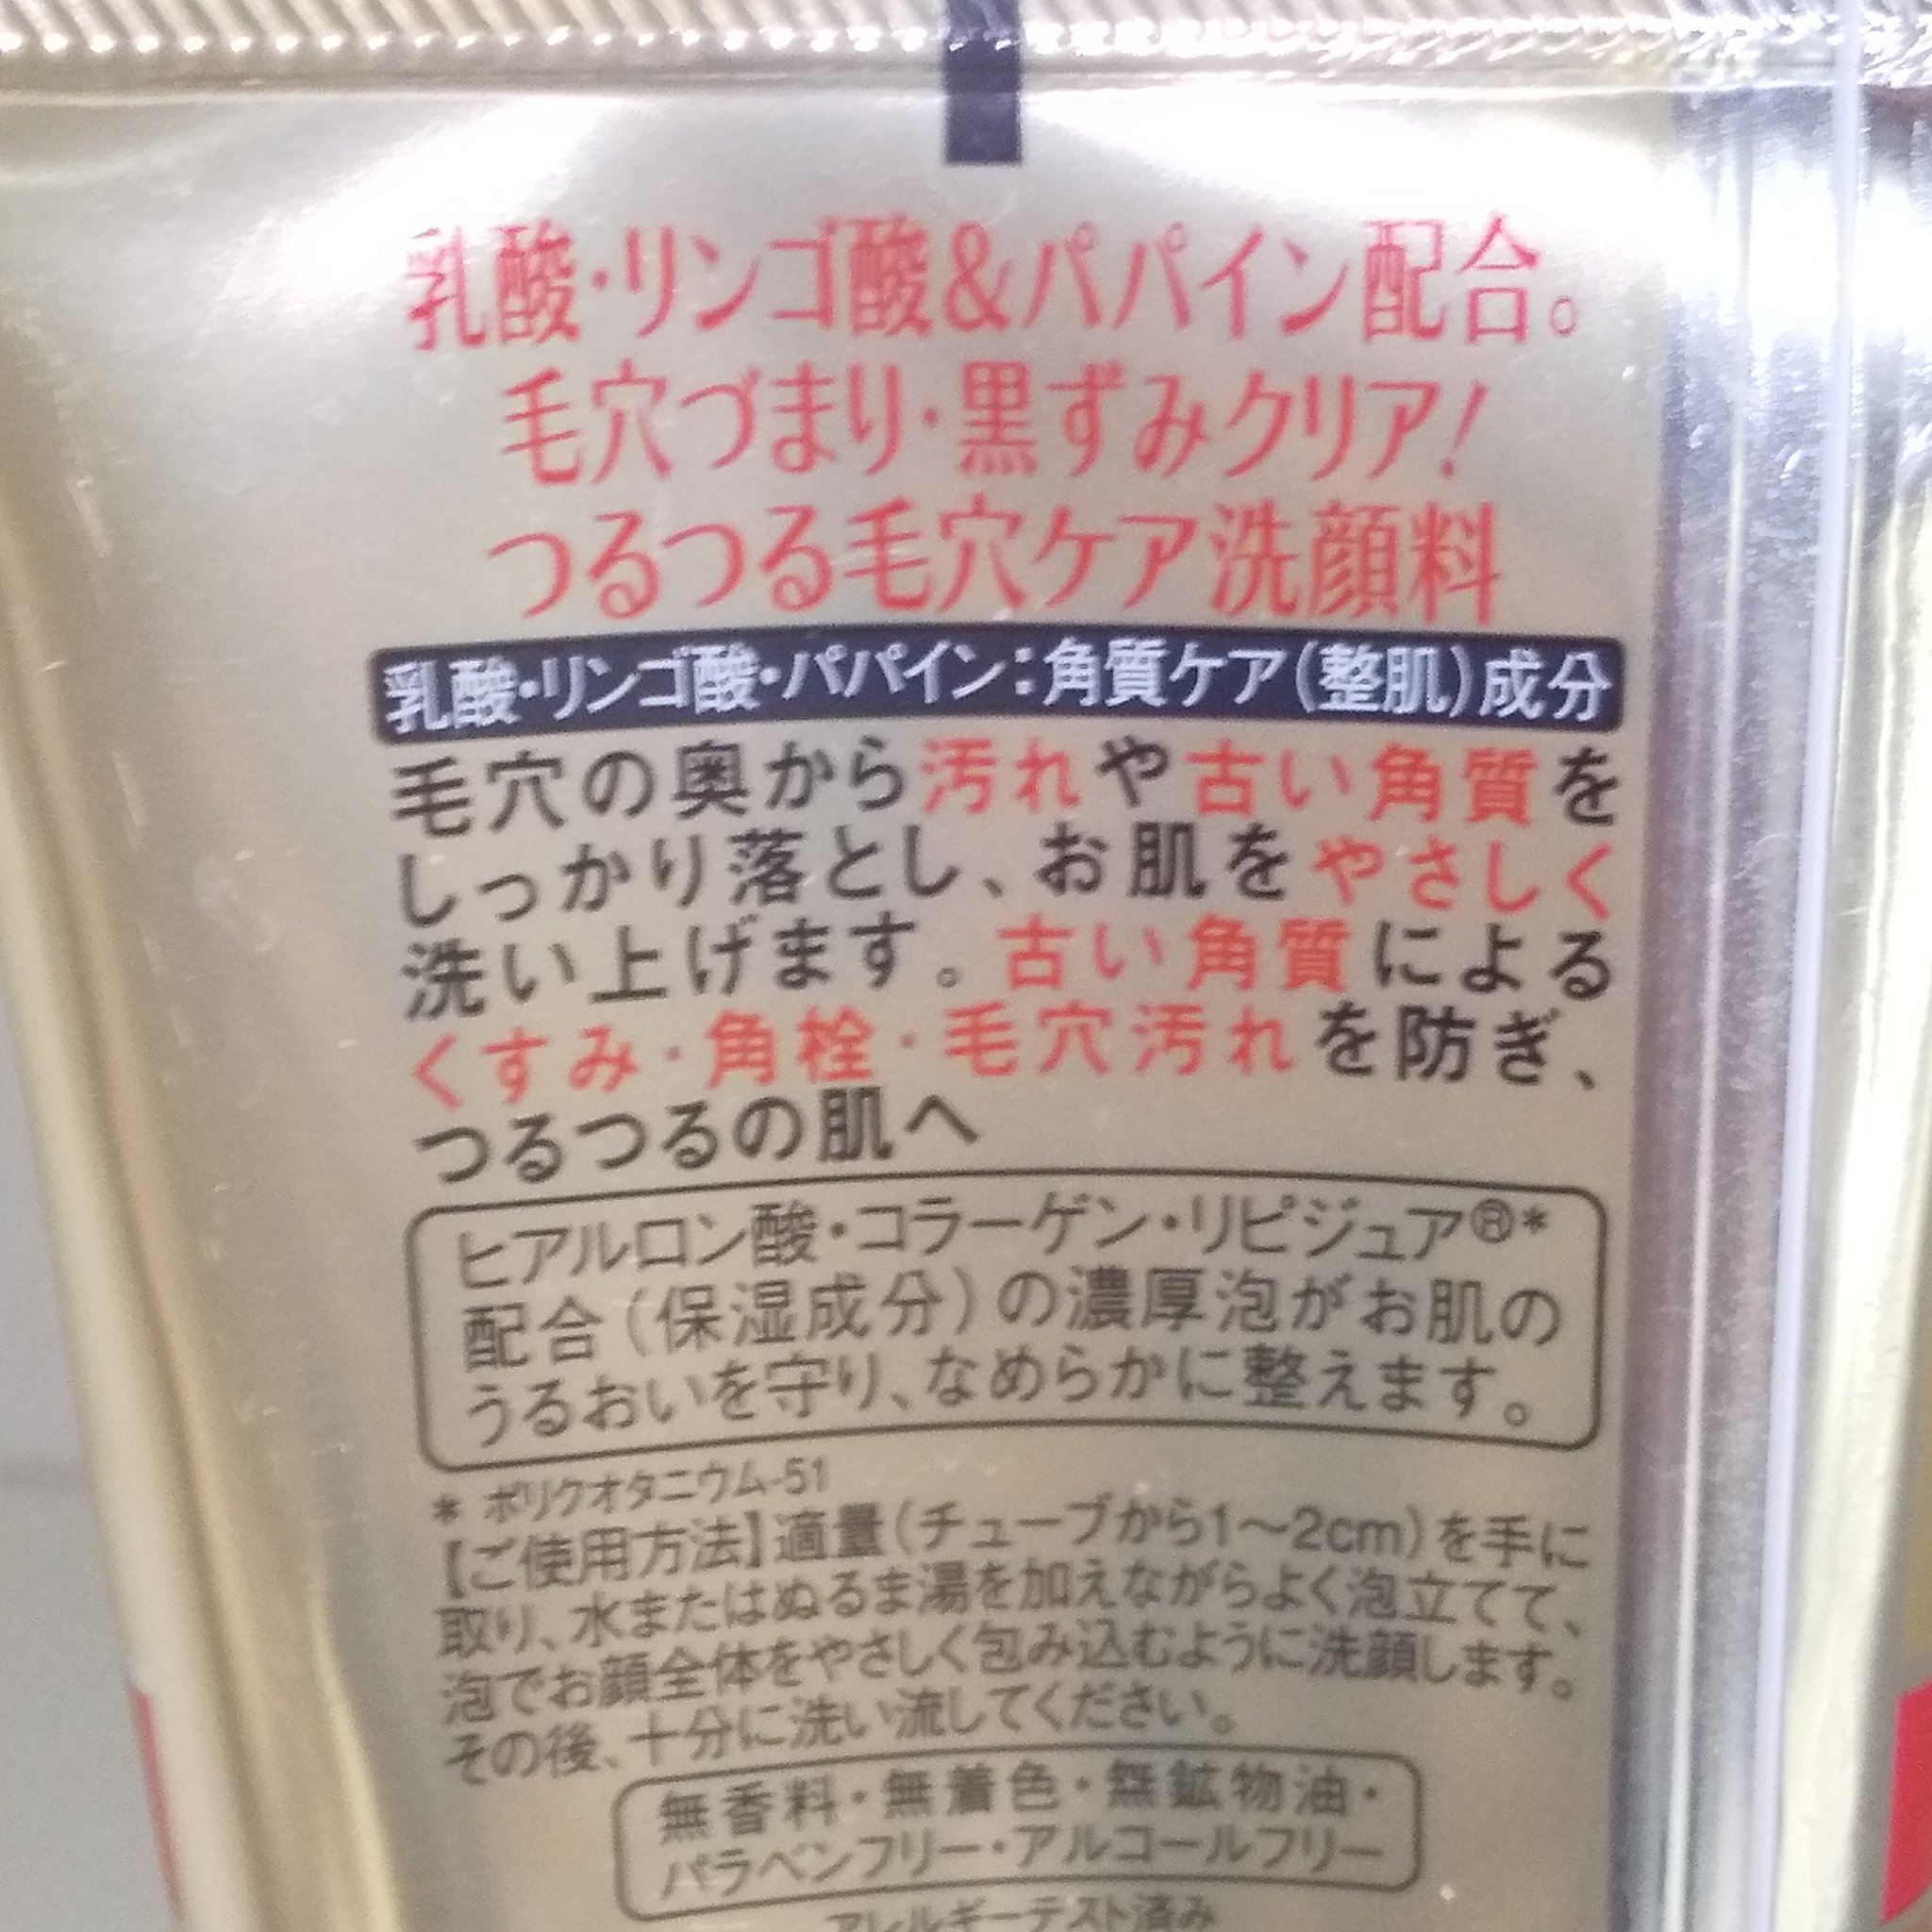 乳酸・リンゴ酸&パパイン配合。
毛穴づまり・黒ずみクリア!
つるつる毛穴ケア洗顔料
乳酸・リンゴ酸・パパイン:角質ケア(整肌)成分
毛穴の奥から汚れや古い角質を
しっかり落とし、お肌をやさしく
洗い上げます。古い角質による
くすみ・角栓・毛穴汚れを防ぎ、
つるつるの肌へ
ヒアルロン酸・コラーゲン・リピジュア®*
配合(保湿成分)の濃厚泡がお肌の
うるおいを守り、なめらかに整えます。
* ポリクオタニウム-51
【ご使用方法】適量(チューブから1〜2cm)を手に
取り、水またはぬるま湯を加えながらよく泡立てて、
泡でお顔全体をやさしく包み込むように洗顔します。
その後、十分に洗い流してください。
無香料・無着色・無鉱物油・
パラベンフリー・アルコールフリー
アレルギーテスト済み